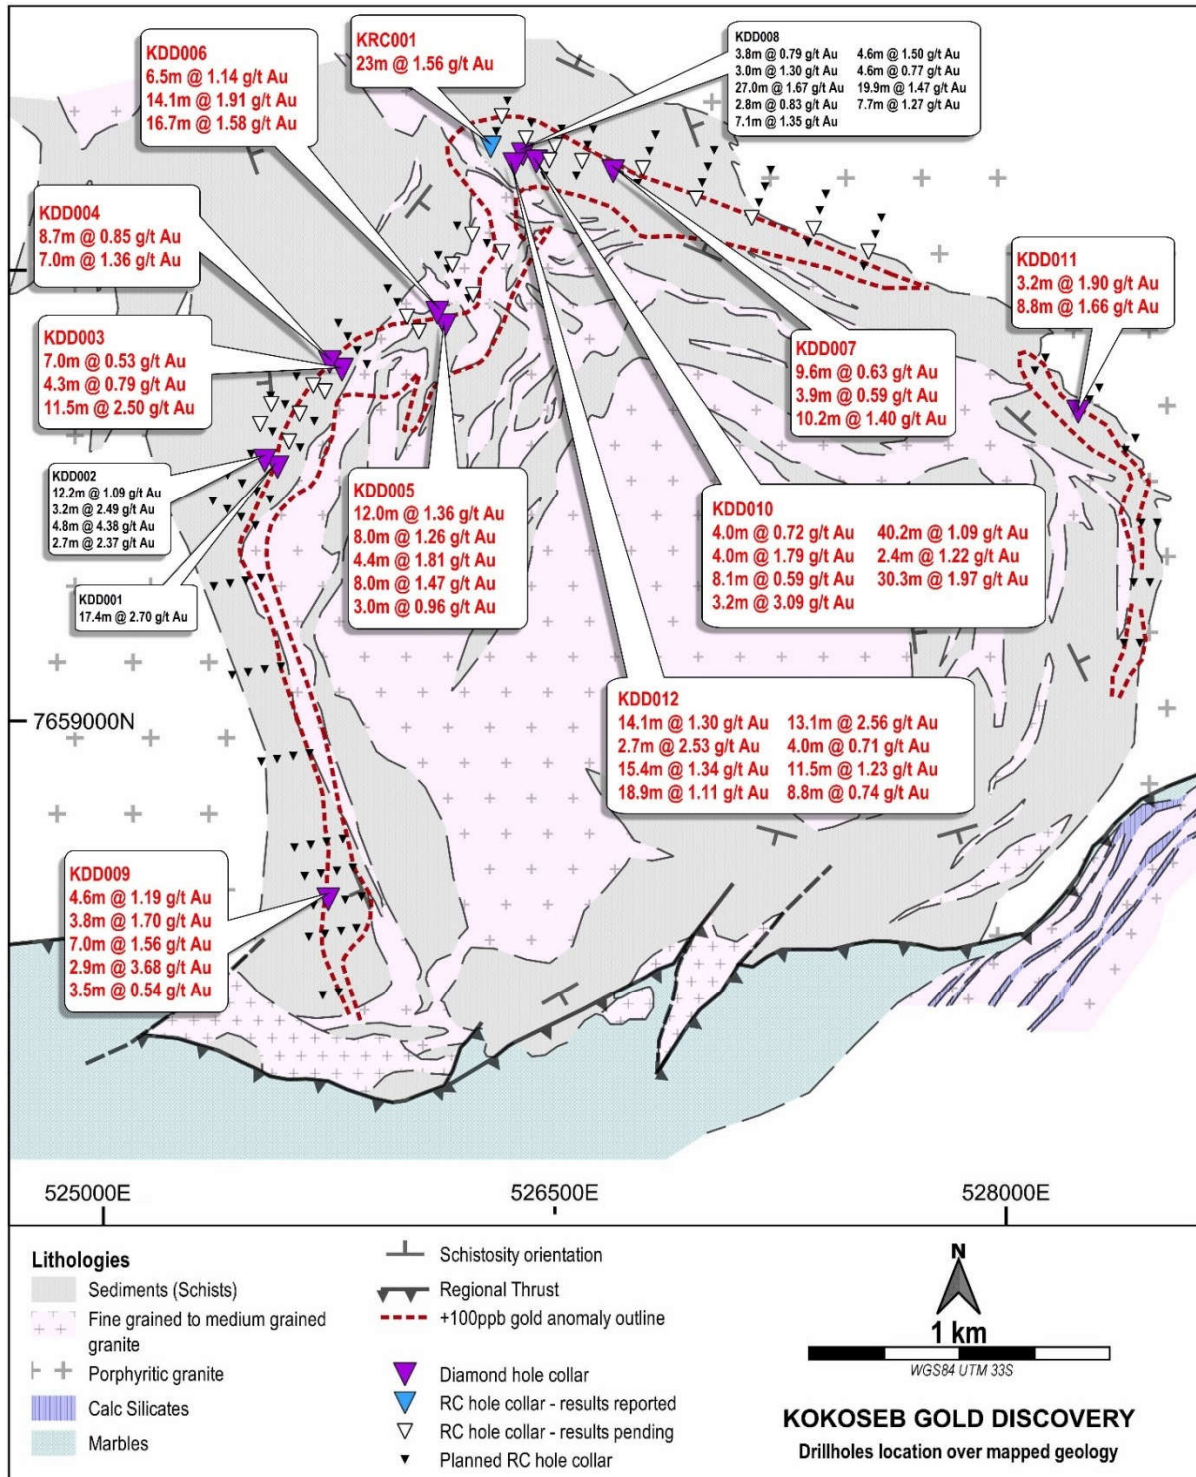 KDD006
6.5m @ 1.14 g/t Au
14.1m @ 1.91 g/t Au
16.7m @ 1.58 g/t Au
KRC001
23m @ 1.56 g/t Au
KDD008
3.8m @ 0.79 g/t Au 4.6m @ 1.50 g/t Au
3.0m @ 1.30 g/t Au 4.6m @ 0.77 g/t Au
27.0m @ 1.67 g/t Au 19.9m @ 1.47 g/t Au
2.8m @ 0.83 g/t Au 7.7m @ 1.27 g/t Au
7.1m @ 1.35 g/t Au
KDD004
8.7m @ 0.85 g/t Au
7.0m @ 1.36 g/t Au
KDD011
3.2m @ 1.90 g/t Au
8.8m @ 1.66 g/t Au
KDD003
7.0m @ 0.53 g/t Au
4.3m @ 0.79 g/t Au
11.5m @ 2.50 g/t Au
KDD007
9.6m @ 0.63 g/t Au
3.9m @ 0.59 g/t Au
10.2m @ 1.40 g/t Au
KDD002
12.2m @ 1.09 g/t Au
3.2m @ 2.49 g/t Au
4.8m @ 4.38 g/t Au
2.7m @ 2.37 g/t Au
KDD005
12.0m @ 1.36 g/t Au
8.0m @ 1.26 g/t Au
4.4m @ 1.81 g/t Au
8.0m @ 1.47 g/t Au
3.0m @ 0.96 g/t Au
KDD010
4.0m @ 0.72 g/t Au 40.2m @ 1.09 g/t Au
4.0m @ 1.79 g/t Au 2.4m @ 1.22 g/t Au
8.1m @ 0.59 g/t Au 30.3m @ 1.97 g/t Au
3.2m @ 3.09 g/t Au
KDD001
17.4m @ 2.70 g/t Au
KDD012
14.1m @ 1.30 g/t Au 13.1m @ 2.56 g/t Au
2.7m @ 2.53 g/t Au 4.0m @ 0.71 g/t Au
15.4m @ 1.34 g/t Au 11.5m @ 1.23 g/t Au
18.9m @ 1.11 g/t Au 8.8m @ 0.74 g/t Au
7659000N
KDD009
4.6m @ 1.19 g/t Au
3.8m @ 1.70 g/t Au
7.0m @ 1.56 g/t Au
2.9m @ 3.68 g/t Au
3.5m @ 0.54 g/t Au
525000E 526500E 528000E
Lithologies
Sediments (Schists)
Fine grained to medium grained
granite
Porphyritic granite
Calc Silicates
Marbles
Schistosity orientation
Regional Thrust
+100ppb gold anomaly outline
Diamond hole collar
RC hole collar - results reported
RC hole collar - results pending
Planned RC hole collar
N
1 km
WGS84 UTM 33S
KOKOSEB GOLD DISCOVERY
Drillholes location over mapped geology